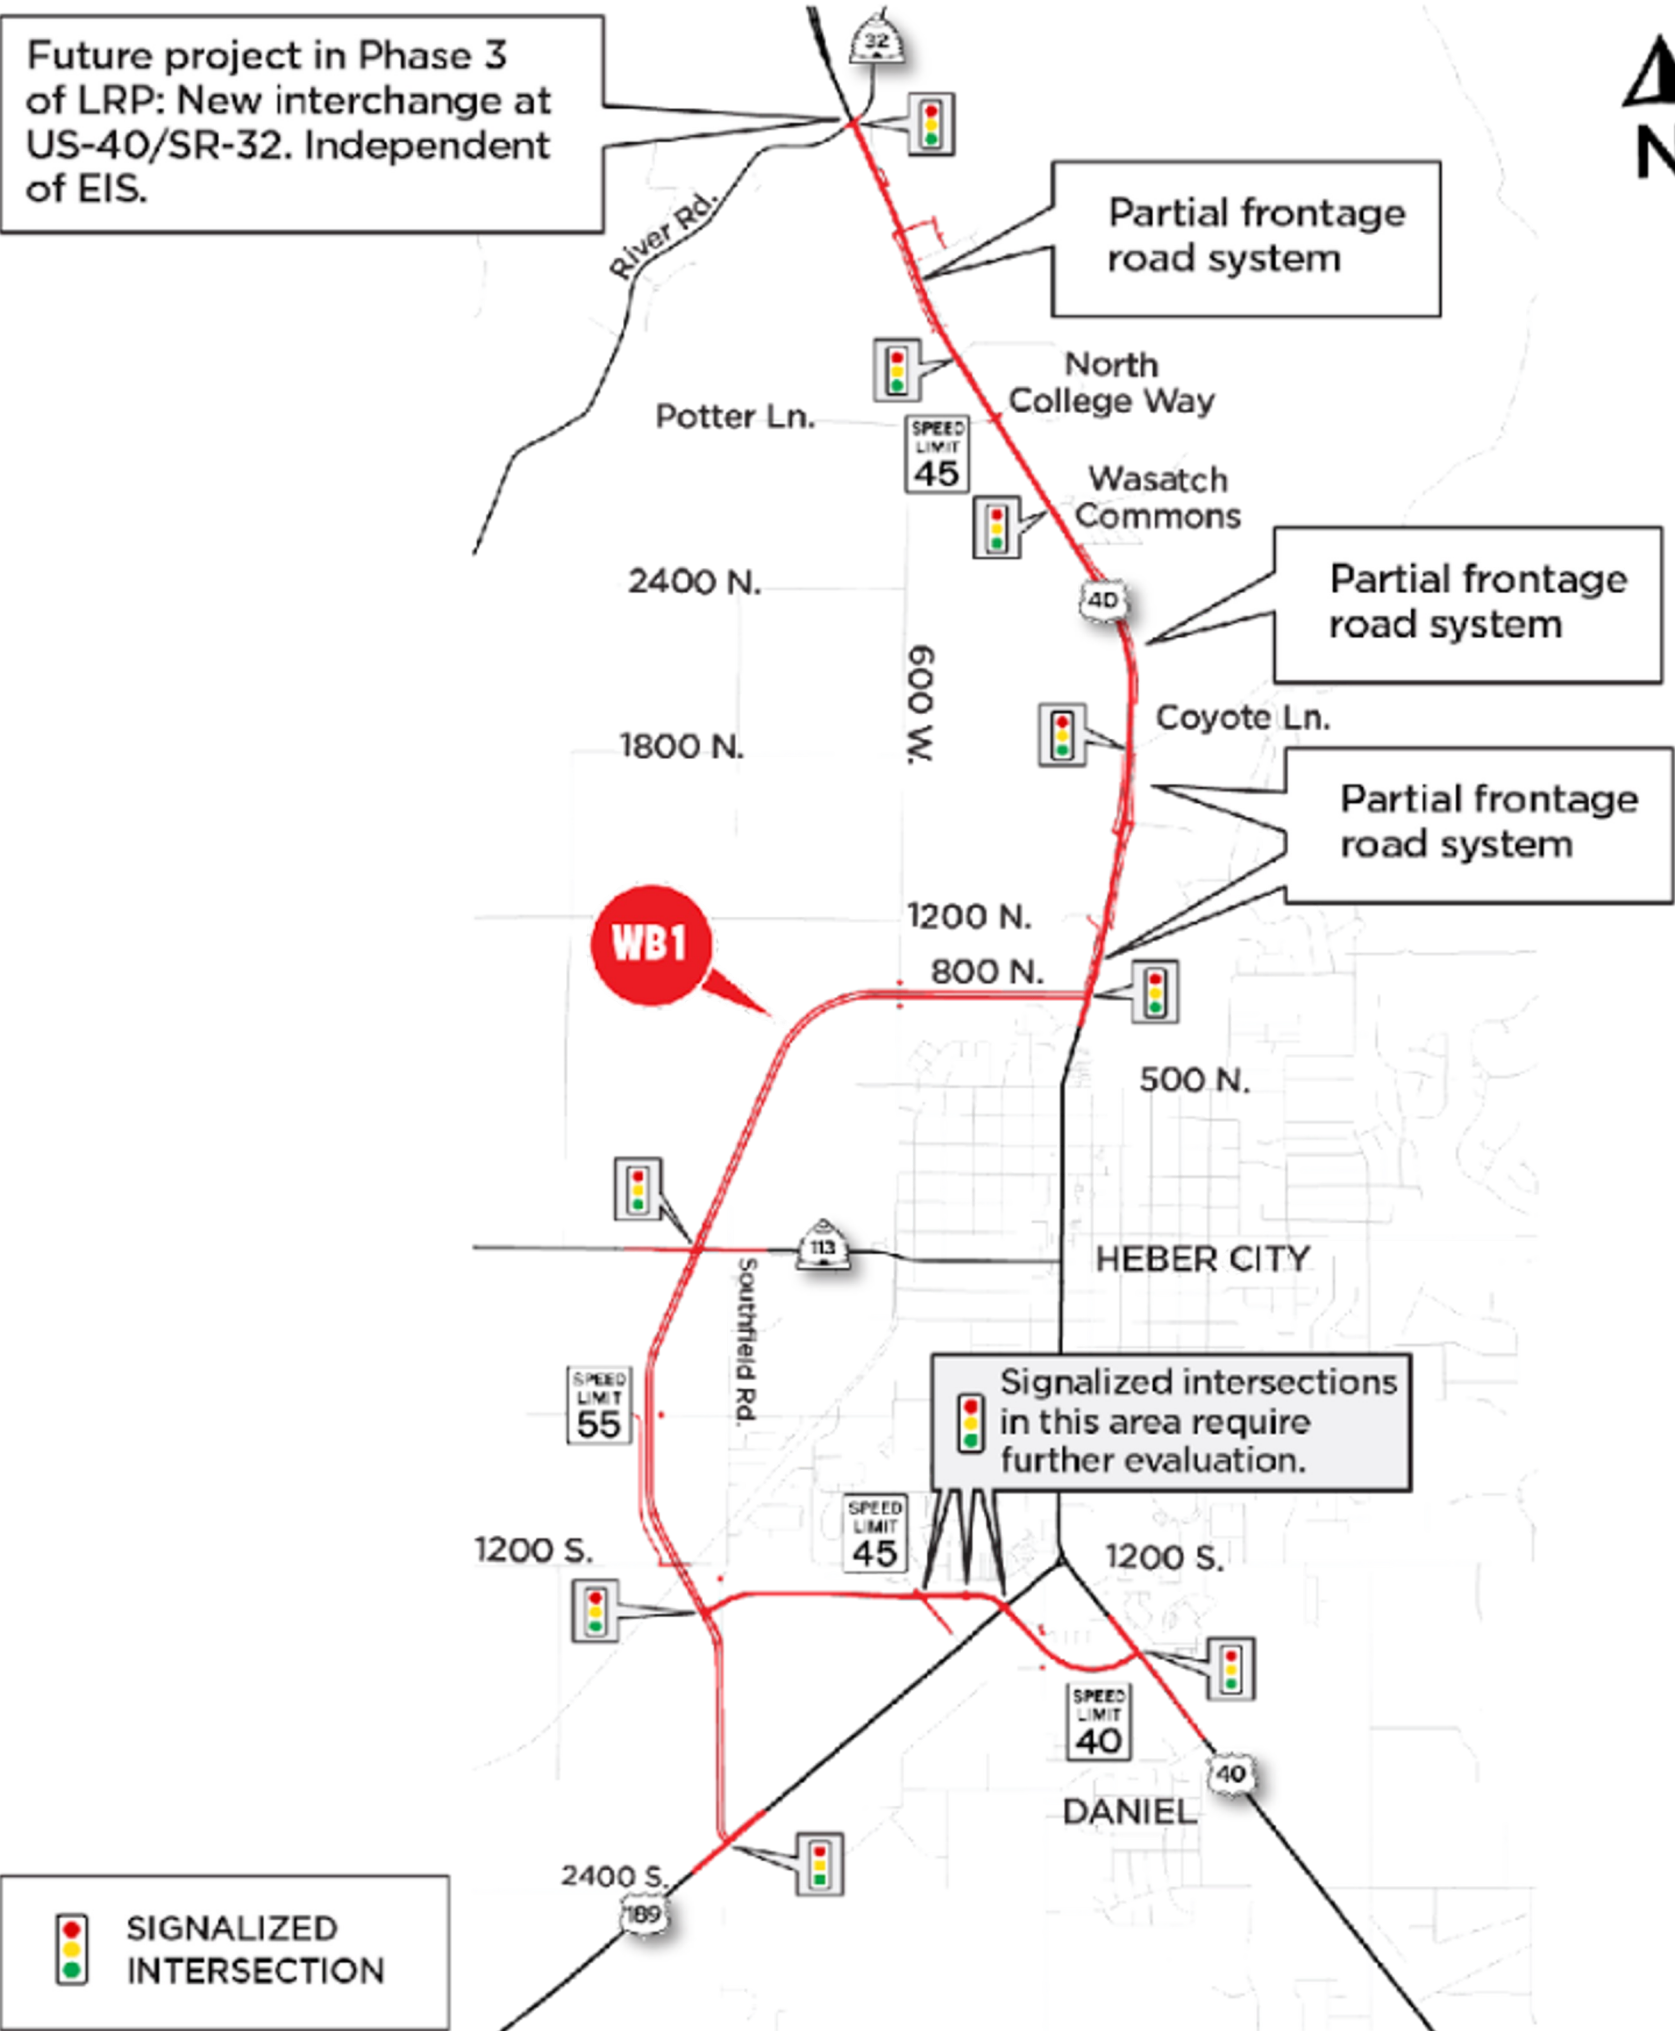 Future project in Phase 3
of LRP: New interchange at
US-40/SR-32. Independent
of EIS.
32
N
River Rd.
Partial frontage
road system
North
College Way
Potter Ln.
SPEED
LIMIT
45
Wasatch
Commons
2400 N.
40
Partial frontage
road system
600 W.
Coyote Ln.
1800 N.
Partial frontage
road system
WB1
1200 N.
800 N.
500 N.
113
HEBER CITY
Southfield Rd.
SPEED
LIMIT
55
Signalized intersections
in this area require
further evaluation.
SPEED
LIMIT
45
1200 S.
1200 S.
SPEED
LIMIT
40
40
DANIEL
2400 S.
189
SIGNALIZED
INTERSECTION